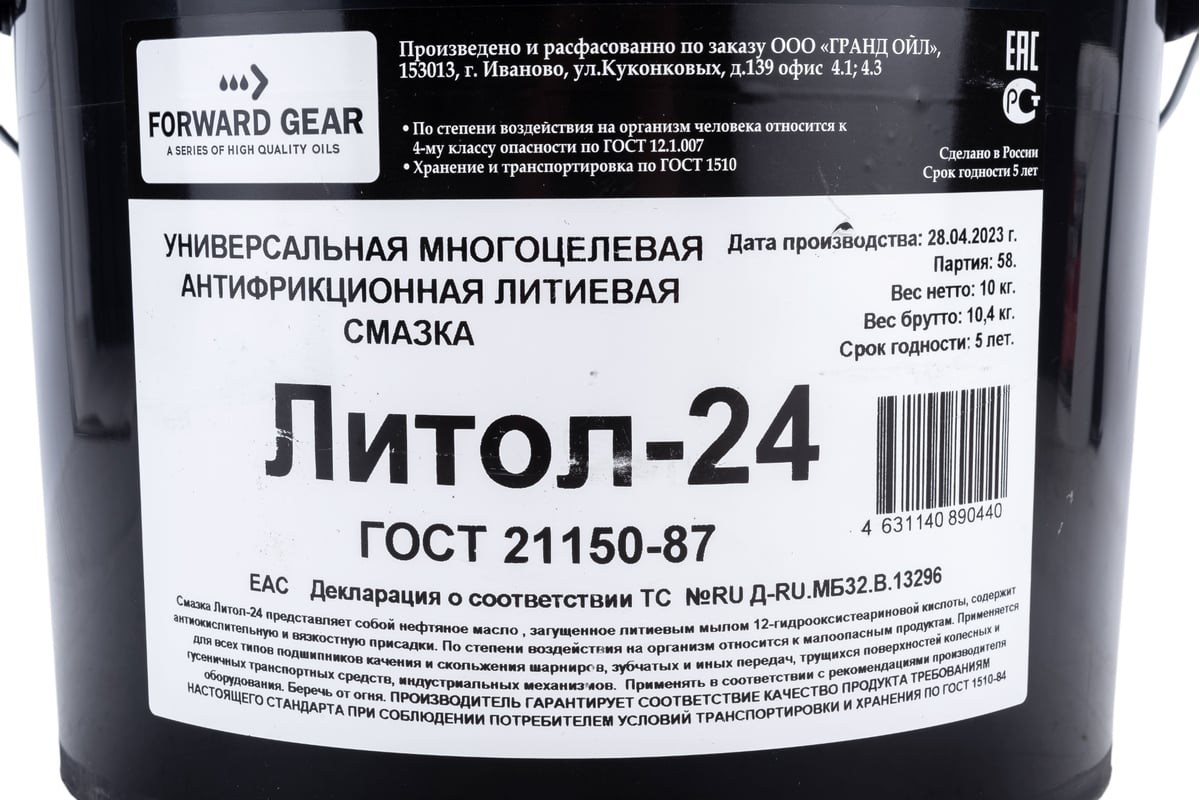 FORWARD GEAR
A SERIES OF HIGH QUALITY OILS
Произведено и расфасованно по заказу ООО «ГРАНД ОЙЛ»,
153013, г. Иваново, ул.Куконковых, д.139 офис 4.1; 4.3
• По степени воздействия на организм человека относится к
4-му классу опасности по ГОСТ 12.1.007
• Хранение и транспортировка по ГОСТ 1510
ЕАС
РСТ
Сделано в России
Срок годности 5 лет
УНИВЕРСАЛЬНАЯ МНОГОЦЕЛЕВАЯ
АНТИФРИКЦИОННАЯ ЛИТИЕВАЯ
СМАЗКА
Дата производства: 28.04.2023 г.
Партия: 58.
Вес нетто: 10 кг.
Вес брутто: 10,4 кг.
Срок годности: 5 лет.
Литол-24
4 631140 890440
ГОСТ 21150-87
ЕАС Декларация о соответствии ТС №RU Д-RU.МБ32.В.13296
Смазка Литол-24 представляет собой нефтяное масло , загущенное литиевым мылом 12-гидрооксистеариновой кислоты, содержит
антиокислительную и вязкостную присадки. По степени воздействия на организм относится к малоопасным продуктам. Применяется
для всех типов подшипников качения и скольжения шарниров, зубчатых и иных передач, трущихся поверхностей колесных и
гусеничных транспортных средств, индустриальных механизмов. Применять в соответствии с рекомендациями производителя
оборудования. Беречь от огня. ПРОИЗВОДИТЕЛЬ ГАРАНТИРУЕТ СООТВЕТСТВИЕ КАЧЕСТВО ПРОДУКТА ТРЕБОВАНИЯМ
НАСТОЯЩЕГО СТАНДАРТА ПРИ СОБЛЮДЕНИИ ПОТРЕБИТЕЛЕМ УСЛОВИЙ ТРАНСПОРТИРОВКИ И ХРАНЕНИЯ ПО ГОСТ 1510-84